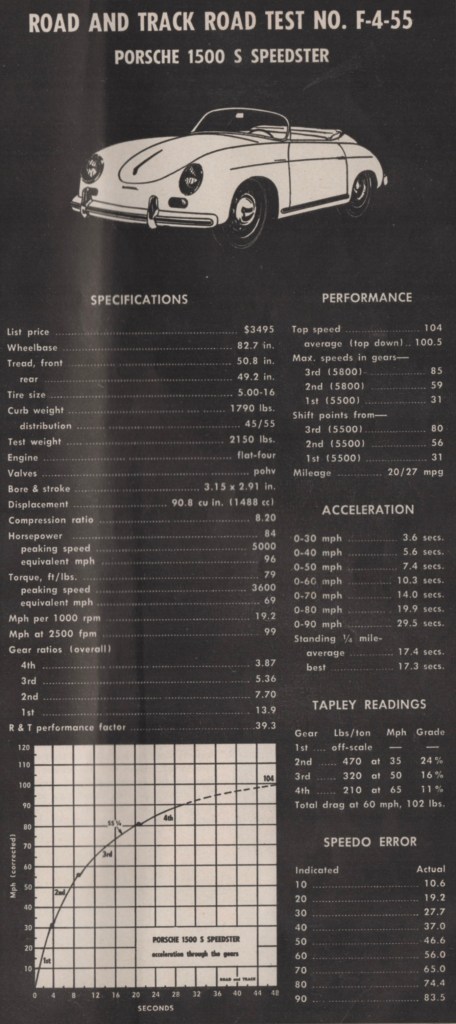 ROAD AND TRACK ROAD TEST NO. F-4-55
PORSCHE 1500 S SPEEDSTER
SPECIFICATIONS
List price $3495
Wheelbase 82.7 in.
Tread, front 50.8 in.
rear 49.2 in.
Tire size 5.00-16
Curb weight 1790 lbs.
distribution 45/55
Test weight 2150 lbs.
Engine flat-four
Valves pohv
Bore & stroke 3.15 x 2.91 in.
Displacement 90.8 cu in. (1488 cc)
Compression ratio 8.20
Horsepower 84
peaking speed 5000
equivalent mph 96
Torque, ft/lbs. 79
peaking speed 3600
equivalent mph 69
Mph per 1000 rpm 19.2
Mph at 2500 fpm 99
Gear ratios (overall)
4th 3.87
3rd 5.36
2nd 7.70
1st 13.9
R & T performance factor 39.3
120
110
100
90
80
70
60
50
40
30
20
10
Mph (corrected)
1st
2nd
3rd
SS ¼
4th
104
PORSCHE 1500 S SPEEDSTER
acceleration through the gears
ROAD and TRACK
0 4 8 12 16 20 24 28 32 36 40 44 48
SECONDS
PERFORMANCE
Top speed 104
average (top down) 100.5
Max. speeds in gears—
3rd (5800) 85
2nd (5800) 59
1st (5500) 31
Shift points from—
3rd (5500) 80
2nd (5500) 56
1st (5500) 31
Mileage 20/27 mpg
ACCELERATION
0-30 mph 3.6 secs.
0-40 mph 5.6 secs.
0-50 mph 7.4 secs.
0-60 mph 10.3 secs.
0-70 mph 14.0 secs.
0-80 mph 19.9 secs.
0-90 mph 29.5 secs.
Standing ¼ mile-
average 17.4 secs.
best 17.3 secs.
TAPLEY READINGS
Gear Lbs/ton Mph Grade
1st off-scale — —
2nd 470 at 35 24%
3rd 320 at 50 16%
4th 210 at 65 11%
Total drag at 60 mph, 102 lbs.
SPEEDO ERROR
Indicated Actual
10 10.6
20 19.2
30 27.7
40 37.0
50 46.6
60 56.0
70 65.0
80 74.4
90 83.5